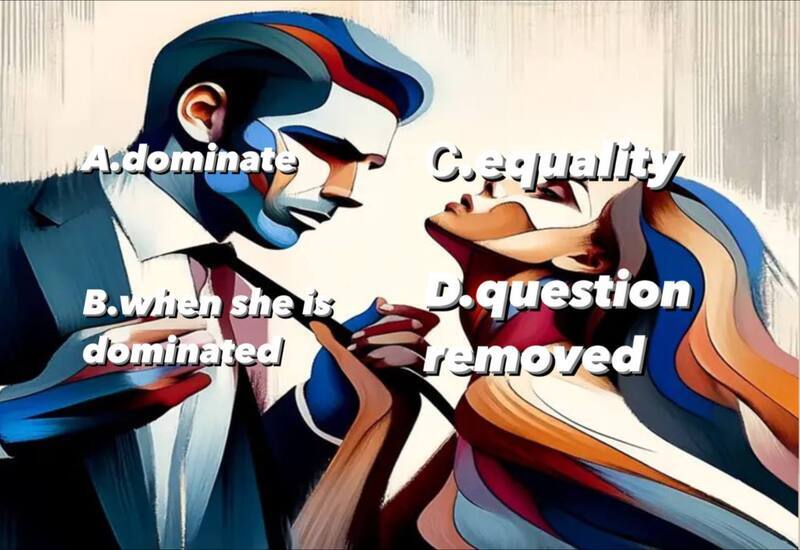 A.dominate
B.when she is
dominated
C.equality
D.question
removed